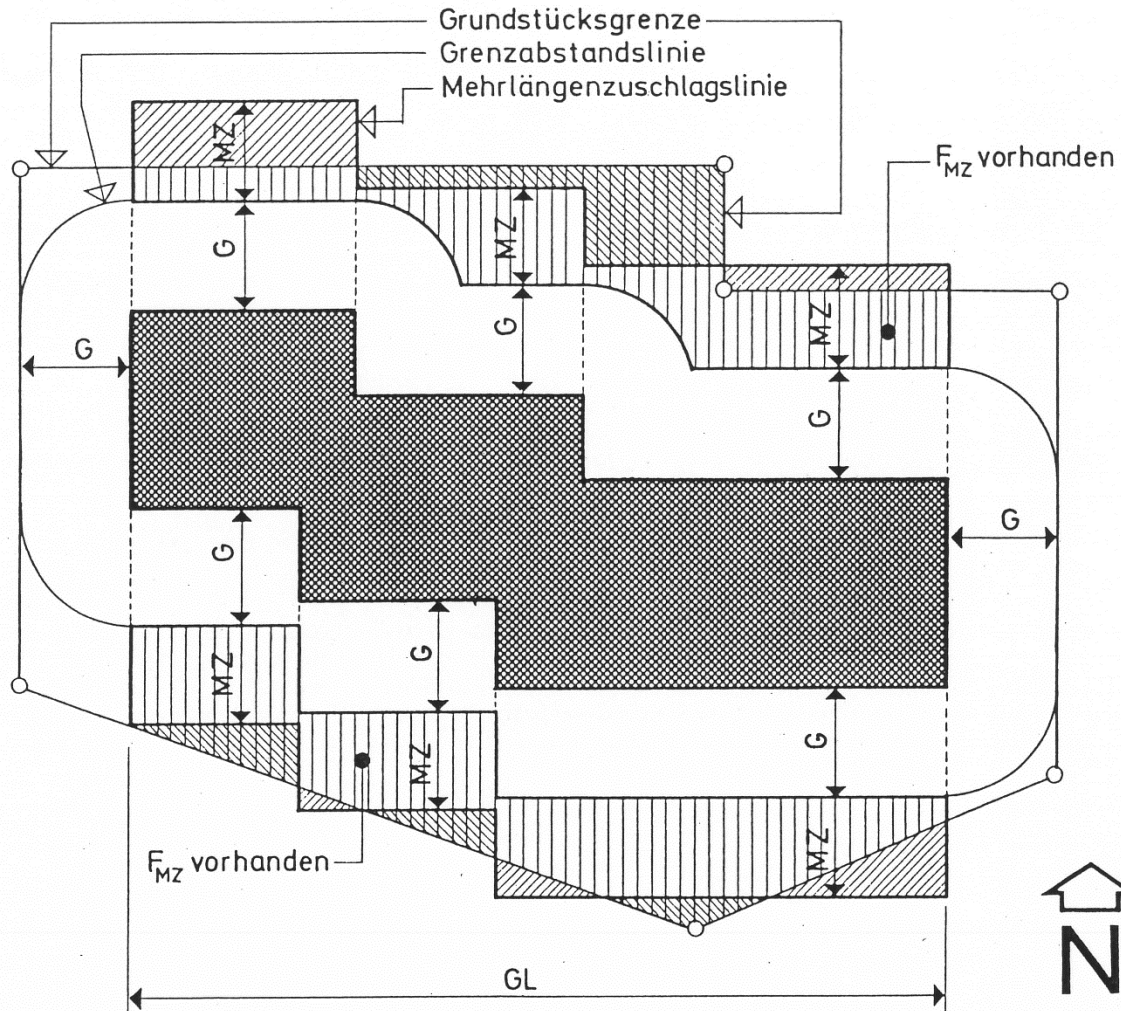 Grundstücksgrenze
Grenzabstandslinie
Mehrlängenzuschlagslinie
MZ
F_MZ vorhanden
G
MZ
G
MZ
G
G
G
G
MZ
G
MZ
G
MZ
F_MZ vorhanden
GL
N